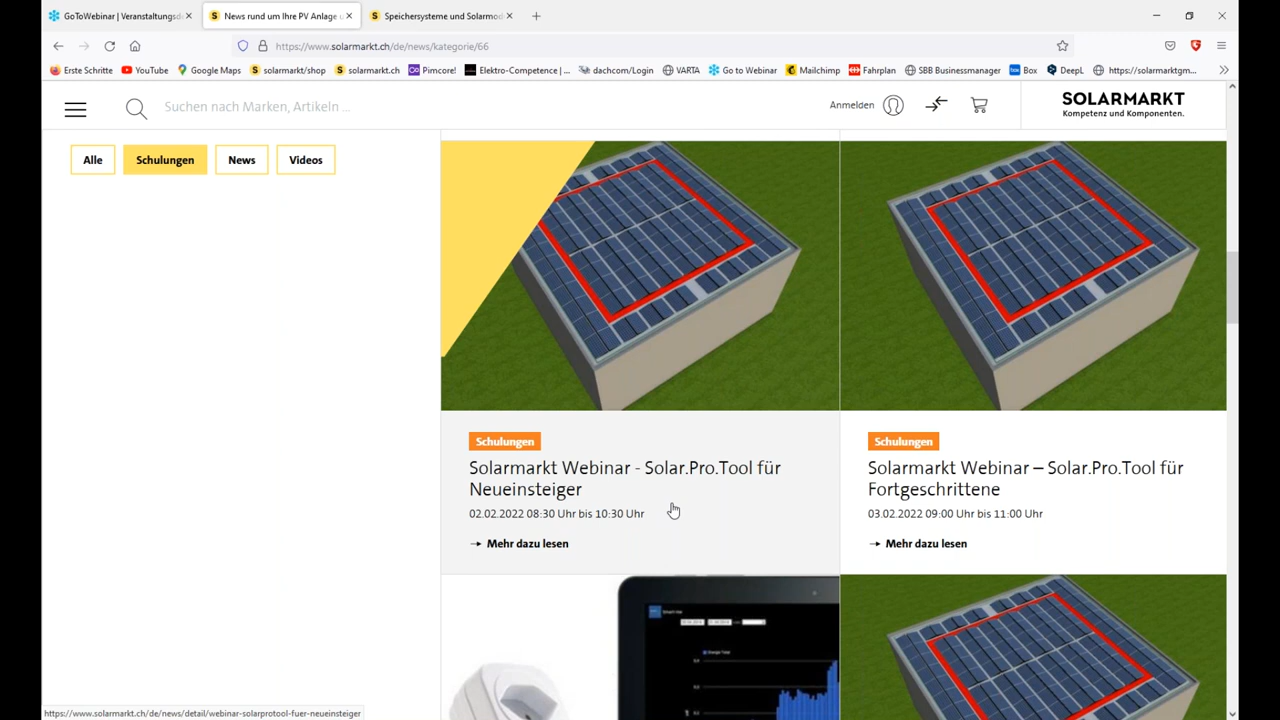 GoToWebinar | Veranstaltungsde
News rund um Ihre PV Anlage u
Speichersysteme und Solarmod
https://www.solarmarkt.ch/de/news/kategorie/66
Erste Schritte
YouTube
Google Maps
solarmarkt/shop
solarmarkt.ch
Pimcore!
Elektro-Competence | ...
dachcom/Login
VARTA
Go to Webinar
Mailchimp
Fahrplan
SBB Businessmanager
Box
DeepL
https://solarmarktgm...
Suchen nach Marken, Artikeln ...
Anmelden
SOLARMARKT
Kompetenz und Komponenten.
Alle
Schulungen
News
Videos
Schulungen
Solarmarkt Webinar - Solar.Pro.Tool für
Neueinsteiger
02.02.2022 08:30 Uhr bis 10:30 Uhr
→ Mehr dazu lesen
Schulungen
Solarmarkt Webinar – Solar.Pro.Tool für
Fortgeschrittene
03.02.2022 09:00 Uhr bis 11:00 Uhr
→ Mehr dazu lesen
https://www.solarmarkt.ch/de/news/detail/webinar-solarprotool-fuer-neueinsteiger